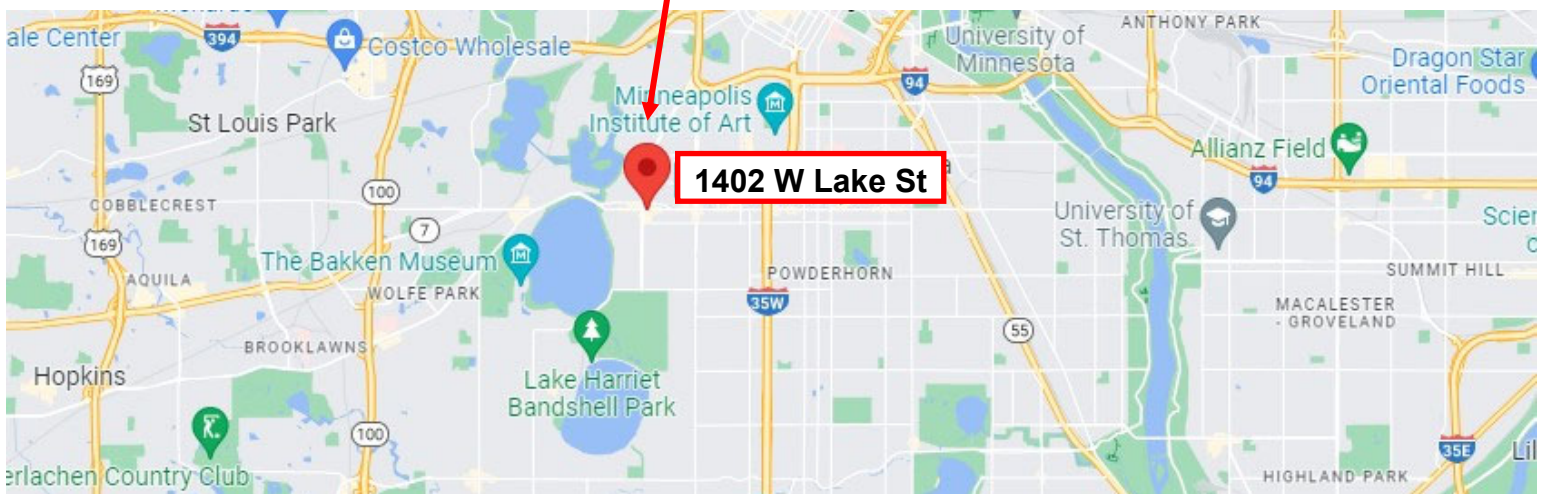 ale Center
394
Costco Wholesale
University of
Minnesota
ANTHONY PARK
Dragon Star
Oriental Foods
169
94
Minneapolis
Institute of Art
St Louis Park
Allianz Field
1402 W Lake St
94
100
COBBLECREST
7
University of
St. Thomas
Scien
169
The Bakken Museum
AQUILA
WOLFE PARK
POWDERHORN
SUMMIT HILL
35W
MACALESTER
- GROVELAND
55
BROOKLAWNS
Hopkins
Lake Harriet
Bandshell Park
100
35E
Lil
erlachen Country Club
HIGHLAND PARK